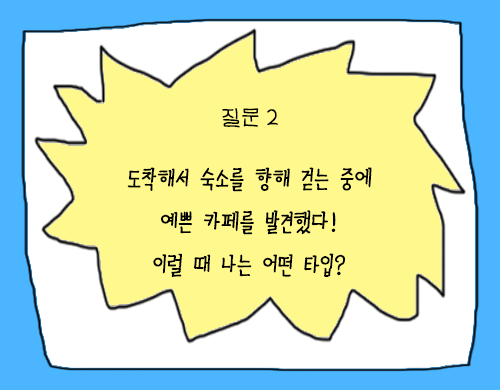 질문 2
도착해서 숙소를 향해 걷는 중에
예쁜 카페를 발견했다!
이럴 때 나는 어떤 타입?